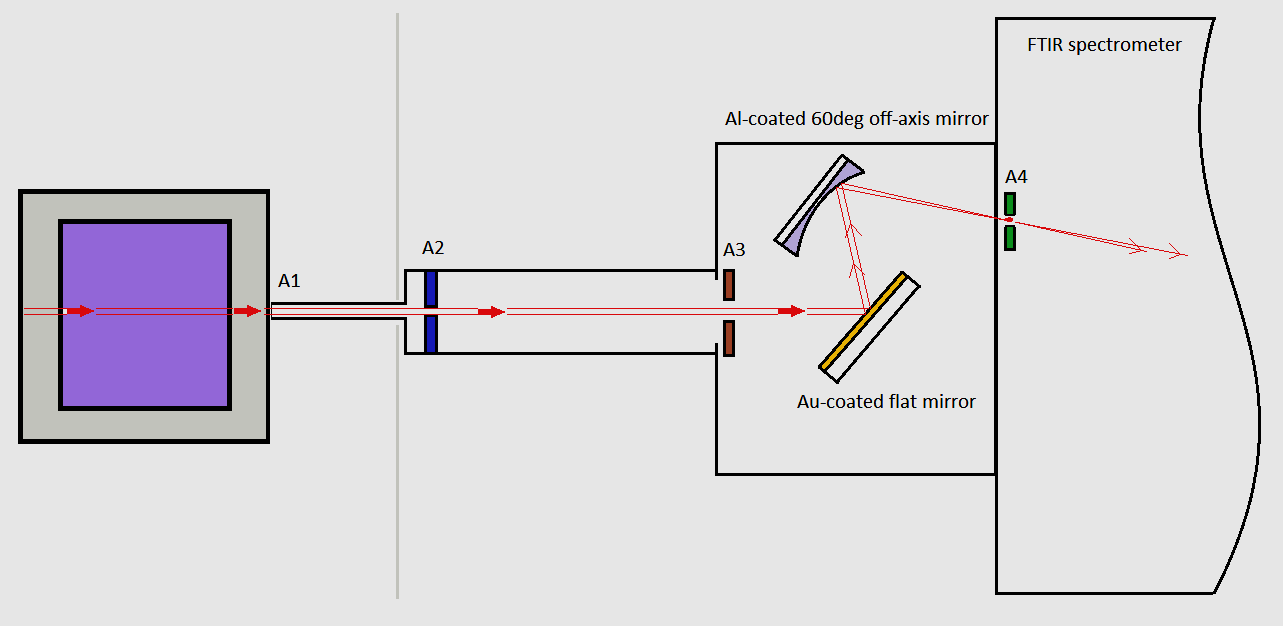 FTIR spectrometer
Al-coated 60deg off-axis mirror
A4
A2
A3
A1
Au-coated flat mirror